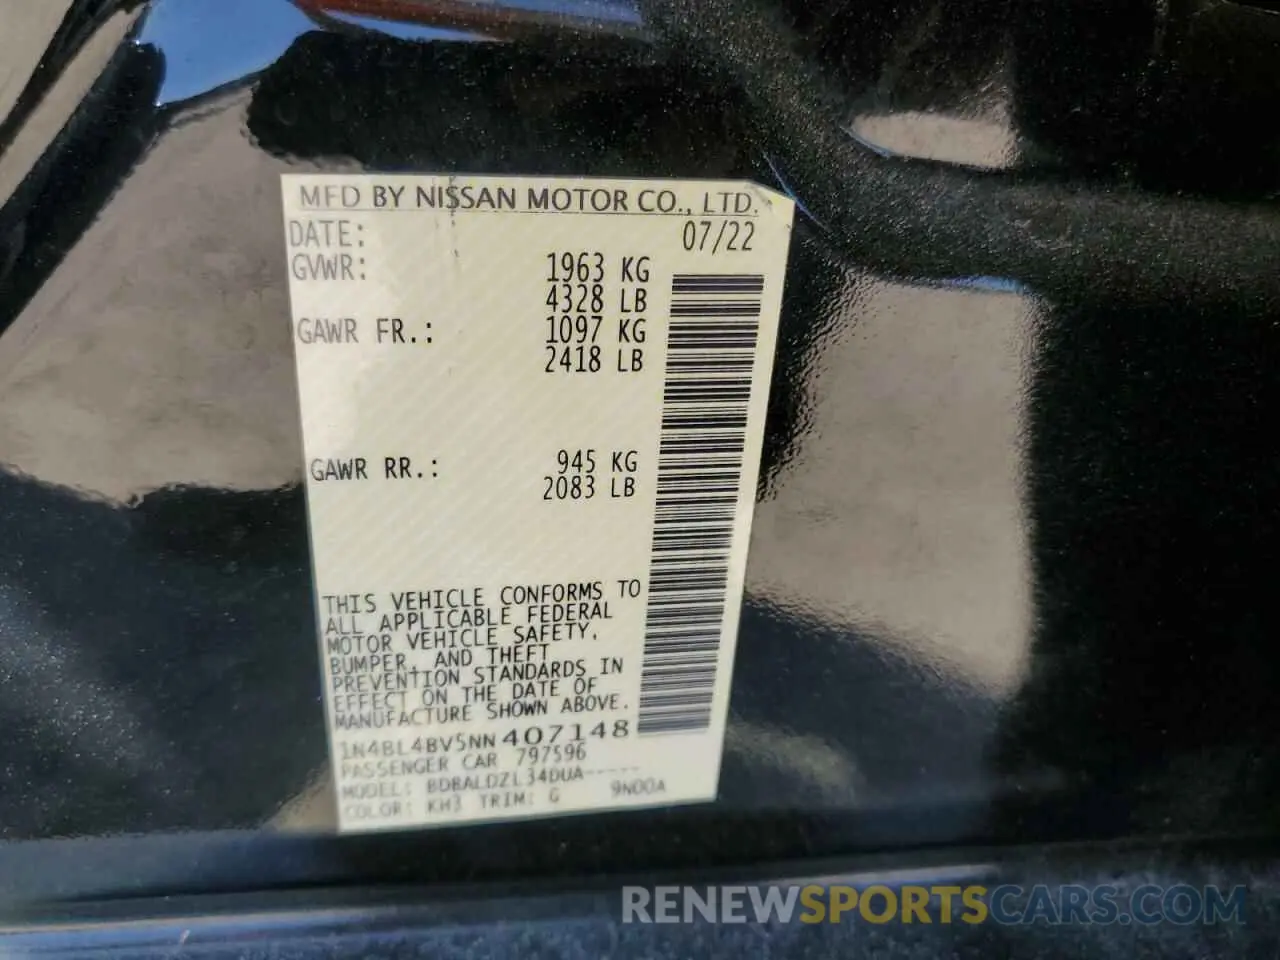 MFD BY NISSAN MOTOR CO., LTD.
DATE: 07/22
GVWR: 1963 KG
4328 LB
GAWR FR.: 1097 KG
2418 LB
GAWR RR.: 945 KG
2083 LB
THIS VEHICLE CONFORMS TO
ALL APPLICABLE FEDERAL
MOTOR VEHICLE SAFETY,
BUMPER, AND THEFT
PREVENTION STANDARDS IN
EFFECT ON THE DATE OF
MANUFACTURE SHOWN ABOVE.
1N4BL4BV5NN407148
PASSENGER CAR 797596
MODEL: BDBALDZL34DUA-----
COLOR: KH3 TRIM: G 9N00A
RENEWSPORTSCARS.COM